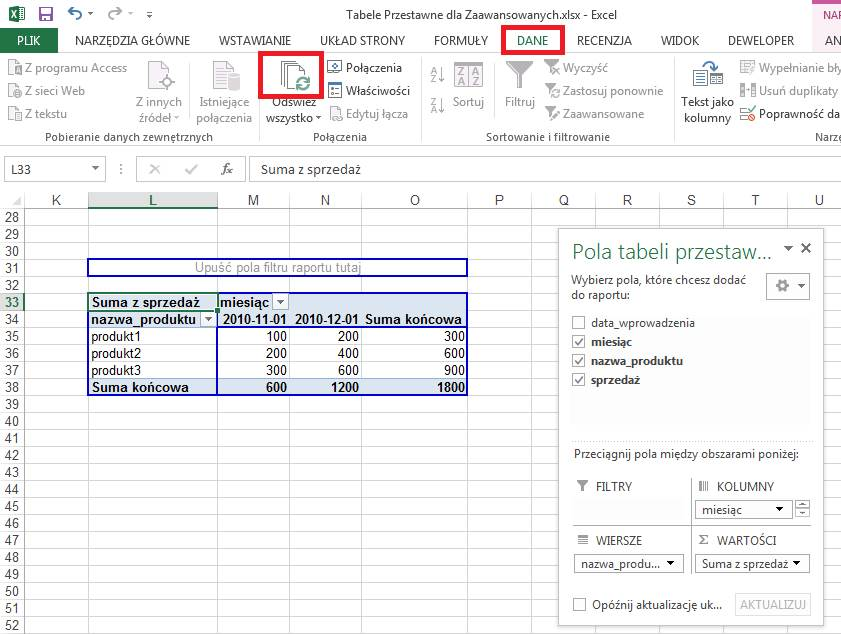 Tabele Przestawne dla Zaawansowanych.xlsx - Excel
PLIK NARZĘDZIA GŁÓWNE WSTAWIANIE UKŁAD STRONY FORMUŁY DANE RECENZJA WIDOK DEWELOPER
Z programu Access
Z sieci Web
Z tekstu
Z innych
źródeł
Istniejące
połączenia
Pobieranie danych zewnętrznych
Odśwież
wszystko
Połączenia
Właściwości
Edytuj łącza
Połączenia
Sortuj
Filtruj
Wyczyść
Zastosuj ponownie
Zaawansowane
Sortowanie i filtrowanie
Tekst jako
kolumny
Wypełnianie
Usuń duplikaty
Poprawność
L33 fx Suma z sprzedaż
K L M N O P Q R S T U
28
29
30
31 Upuść pola filtru raportu tutaj
32
33 Suma z sprzedaż miesiąc
34 nazwa_produktu 2010-11-01 2010-12-01 Suma końcowa
35 produkt1 100 200 300
36 produkt2 200 400 600
37 produkt3 300 600 900
38 Suma końcowa 600 1200 1800
39
40
41
42
43
44
45
46
47
48
49
50
51
52
Pola tabeli przestaw...
Wybierz pola, które chcesz dodać
do raportu:
data_wprowadzenia
miesiąc
nazwa_produktu
sprzedaż
Przeciągnij pola między obszarami poniżej:
FILTRY
KOLUMNY
miesiąc
WIERSZE
nazwa_produ...
Σ WARTOŚCI
Suma z sprzedaż
Opóźnij aktualizację uk...
AKTUALIZUJ